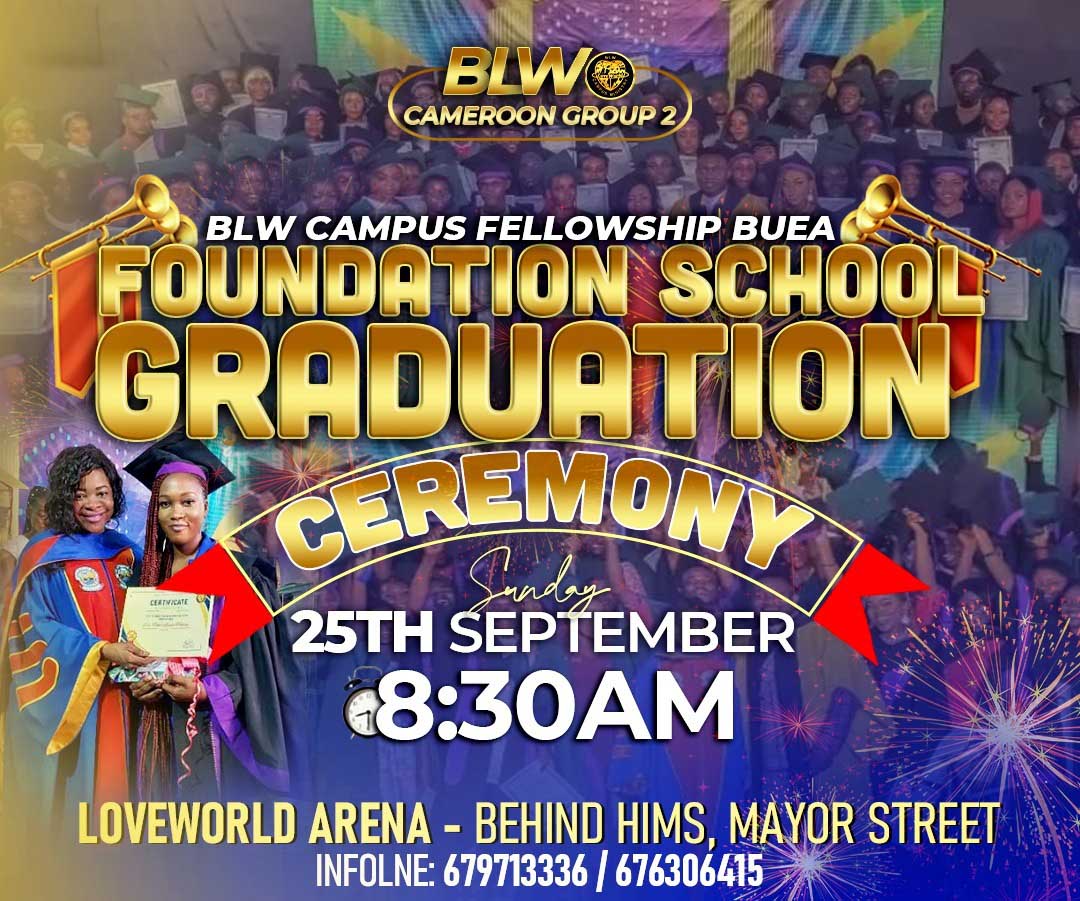 BLW
CAMEROON GROUP 2
BLW CAMPUS FELLOWSHIP BUEA
FOUNDATION SCHOOL
GRADUATION
CEREMONY
Sunday
25TH SEPTEMBER
8:30AM
CERTIFICATE
LOVEWORLD ARENA - BEHIND HIMS, MAYOR STREET
INFOLNE: 679713336 / 676306415